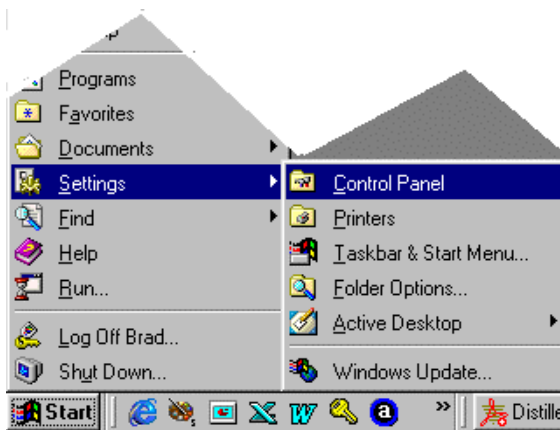 Programs
Favorites
Documents
Settings
Find
Help
Run...
Log Off Brad...
Shut Down...
Control Panel
Printers
Taskbar & Start Menu...
Folder Options...
Active Desktop
Windows Update...
Start
Distille